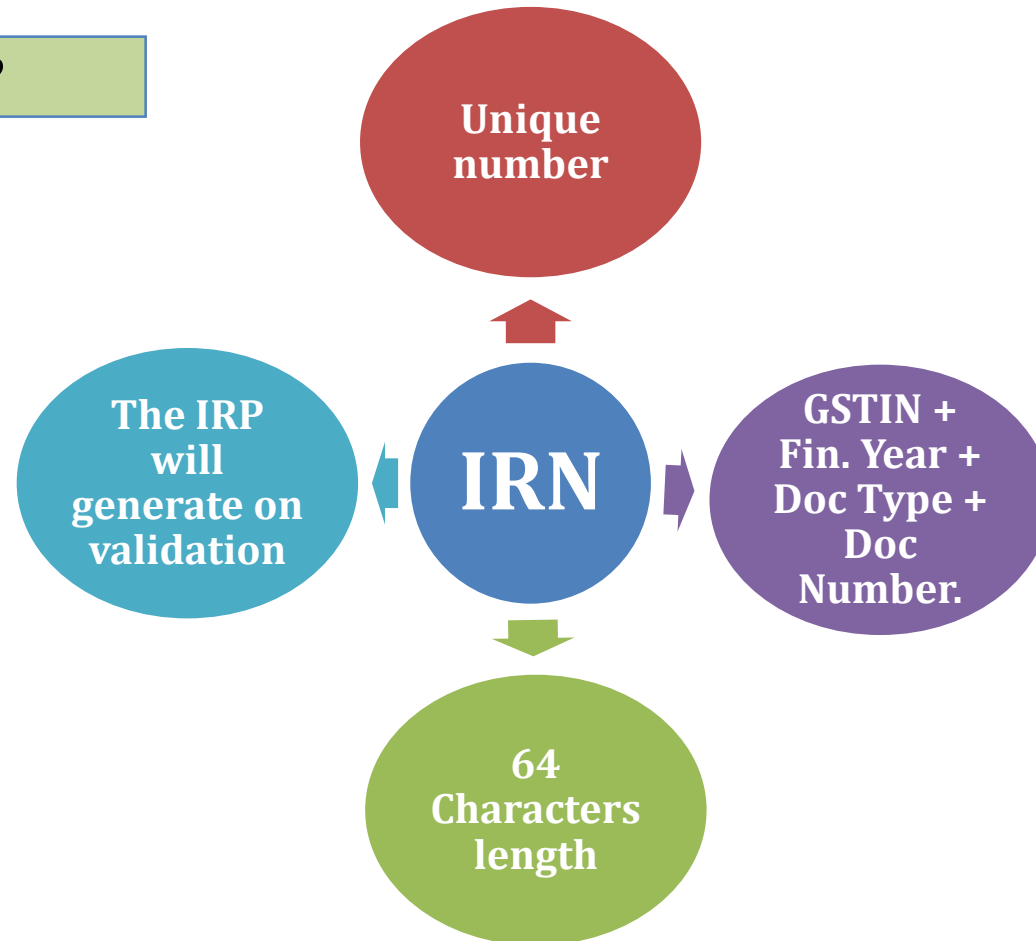 ?
Unique
number
The IRP
will
generate on
validation
IRN
GSTIN +
Fin. Year +
Doc Type +
Doc
Number.
64
Characters
length